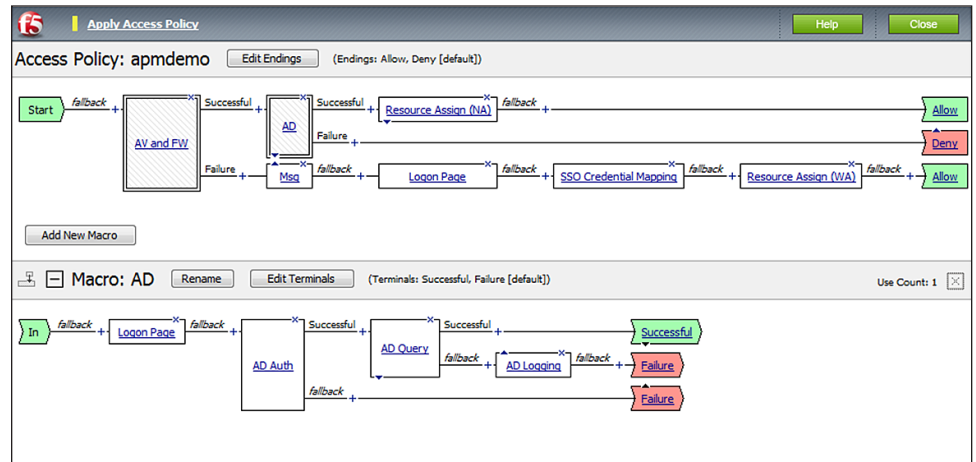 f5 Apply Access Policy Help Close
Access Policy: apmdemo Edit Endings (Endings: Allow, Deny [default])
Start fallback + AV and FW Successful + AD Successful + Resource Assign (NA) fallback + Allow
Failure + Deny
Failure + Msg fallback + Logon Page fallback + SSO Credential Mapping fallback + Resource Assign (WA) fallback + Allow
Add New Macro
Macro: AD Rename Edit Terminals (Terminals: Successful, Failure [default]) Use Count: 1
In fallback + Logon Page fallback + AD Auth Successful + AD Query Successful + Successful
fallback + AD Logging fallback + Failure
fallback + Failure